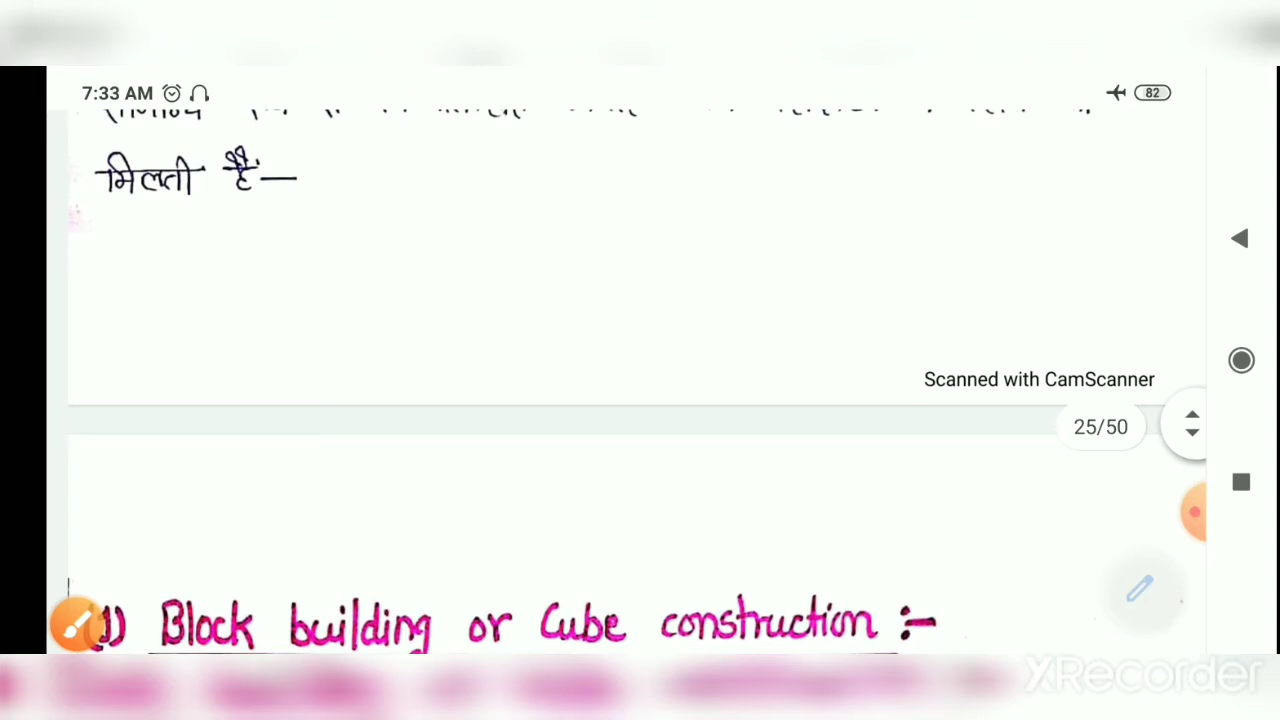 7:33 AM
82
मिलती हैं—
Scanned with CamScanner
25/50
1) Block building or Cube construction :-
XRecorder